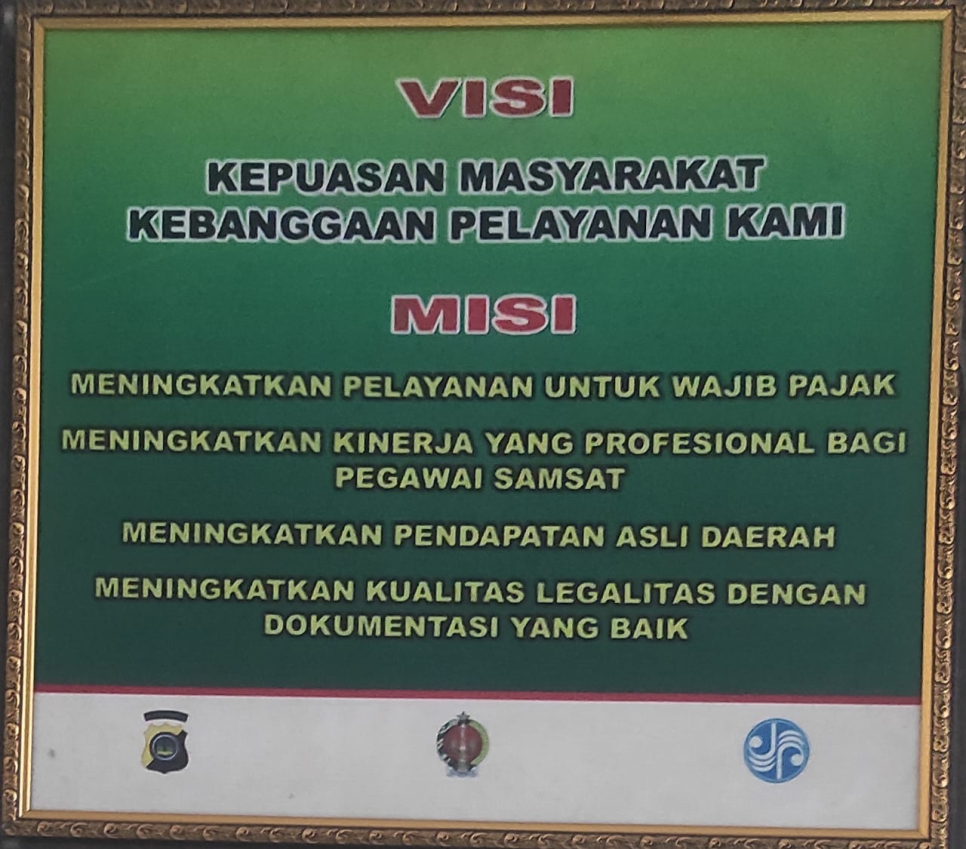 VISI
KEPUASAN MASYARAKAT
KEBANGGAAN PELAYANAN KAMI
MISI
MENINGKATKAN PELAYANAN UNTUK WAJIB PAJAK
MENINGKATKAN KINERJA YANG PROFESIONAL BAGI
PEGAWAI SAMSAT
MENINGKATKAN PENDAPATAN ASLI DAERAH
MENINGKATKAN KUALITAS LEGALITAS DENGAN
DOKUMENTASI YANG BAIK